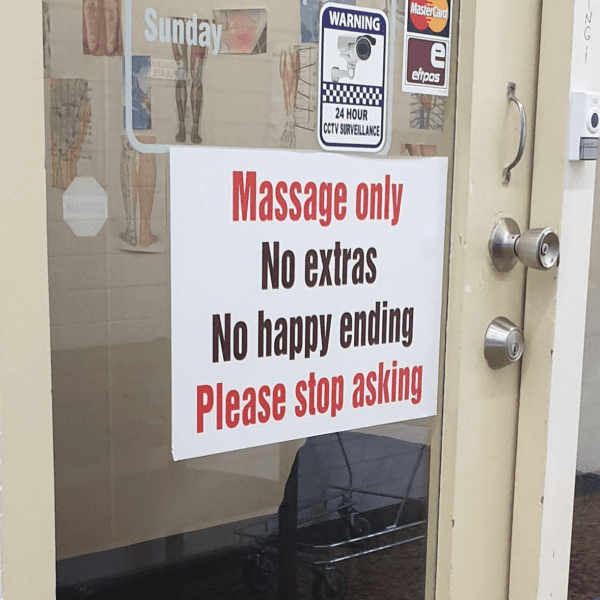 Sunday
WARNING
24 HOUR
CCTV SURVEILLANCE
MasterCard
e
eftpos
Massage only
No extras
No happy ending
Please stop asking